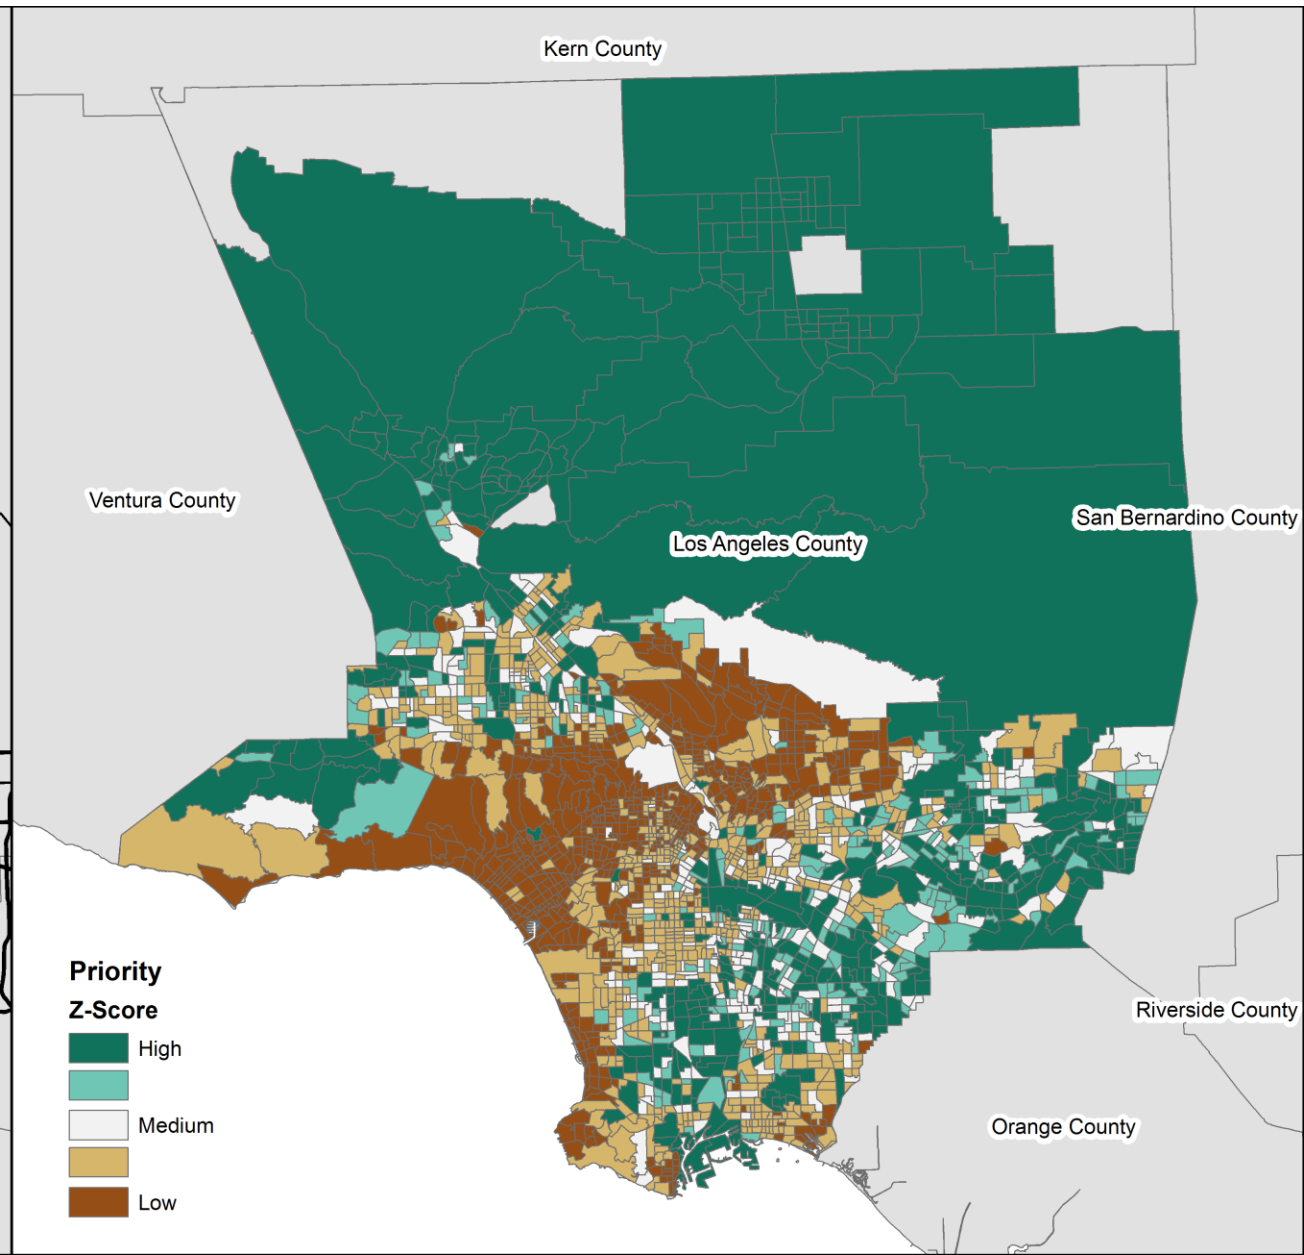 Kern County
Ventura County
San Bernardino County
Los Angeles County
Priority
Z-Score
High
Medium
Low
Riverside County
Orange County